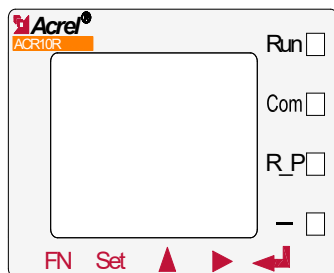 Acrel®
ACR10R
Run
Com
R_P
–
FN Set